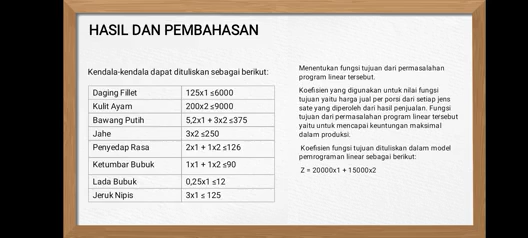 HASIL DAN PEMBAHASAN
Kendala-kendala dapat dituliskan sebagai berikut:
Daging Fillet 125x1 ≤6000
Kulit Ayam 200x2 ≤9000
Bawang Putih 5,2x1 + 3x2 ≤375
Jahe 3x2 ≤250
Penyedap Rasa 2x1 + 1x2 ≤126
Ketumbar Bubuk 1x1 + 1x2 ≤90
Lada Bubuk 0,25x1 ≤12
Jeruk Nipis 3x1 ≤ 125
Menentukan fungsi tujuan dari permasalahan
program linear tersebut.
Koefisien yang digunakan untuk nilai fungsi
tujuan yaitu harga jual per porsi dari setiap jenis
sate yang diperoleh dari hasil penjualan. Fungsi
tujuan dari permasalahan program linear tersebut
yaitu untuk mencapai keuntungan maksimal
dalam produksi.
Koefisien fungsi tujuan dituliskan dalam model
pemrograman linear sebagai berikut:
Z = 20000x1 + 15000x2